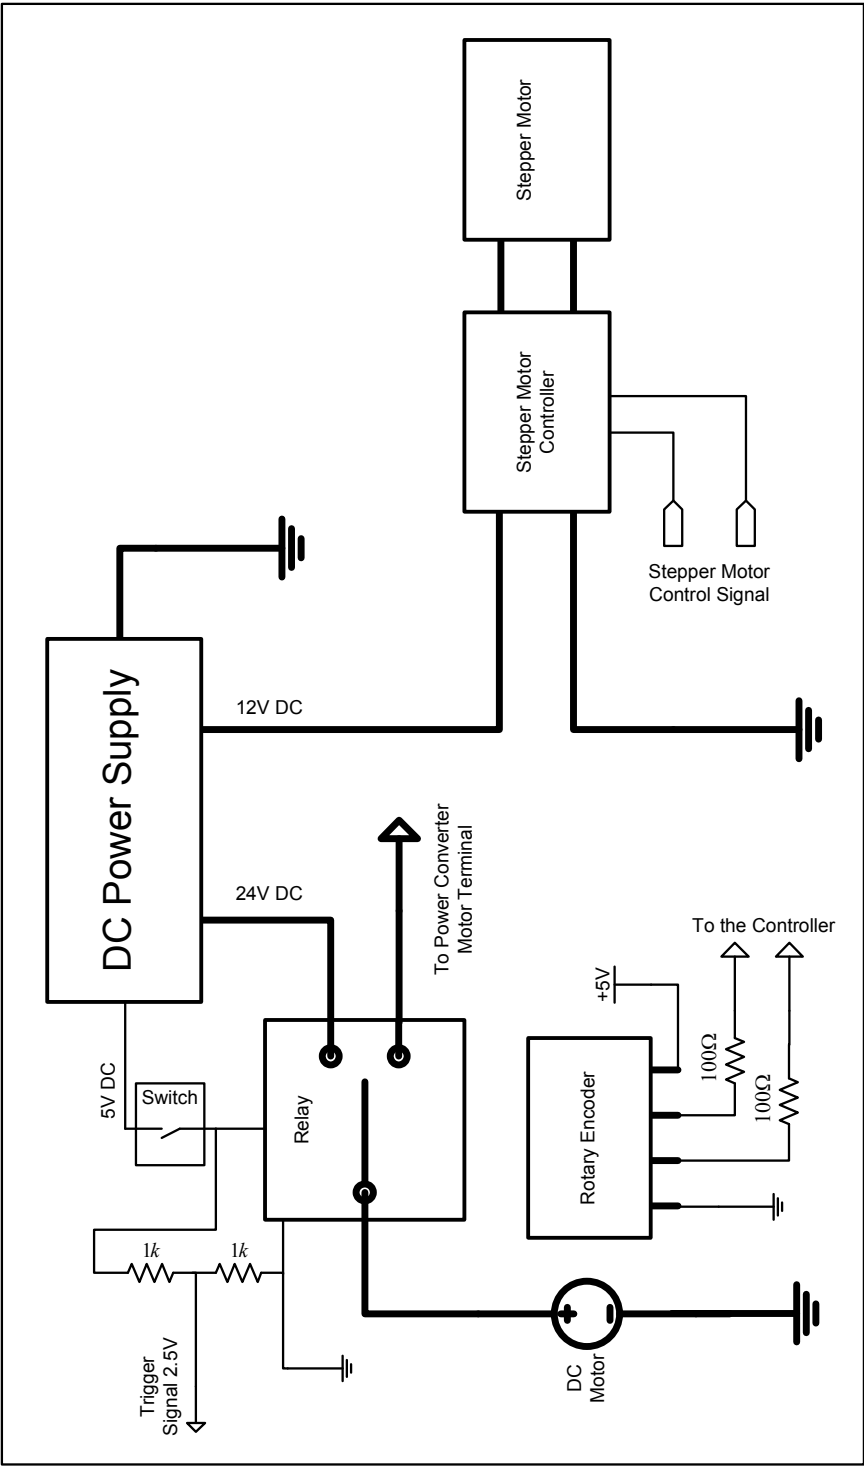 Stepper Motor
Stepper Motor
Controller
Stepper Motor
Control Signal
DC Power Supply
12V DC
24V DC
5V DC
Switch
To Power Converter
Motor Terminal
Relay
1k
1k
Trigger
Signal 2.5V
To the Controller
+5V
Rotary Encoder
100Ω
100Ω
+
-
DC
Motor